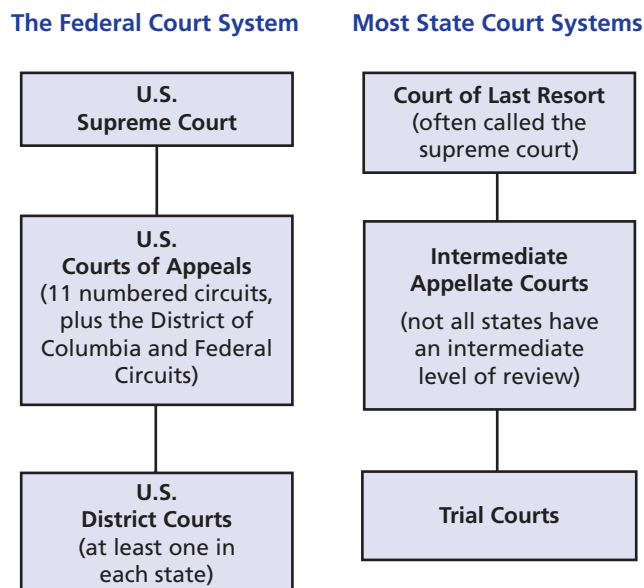 The Federal Court System
U.S.
Supreme Court
U.S.
Courts of Appeals
(11 numbered circuits,
plus the District of
Columbia and Federal
Circuits)
U.S.
District Courts
(at least one in
each state)
Most State Court Systems
Court of Last Resort
(often called the
supreme court)
Intermediate
Appellate Courts
(not all states have
an intermediate
level of review)
Trial Courts